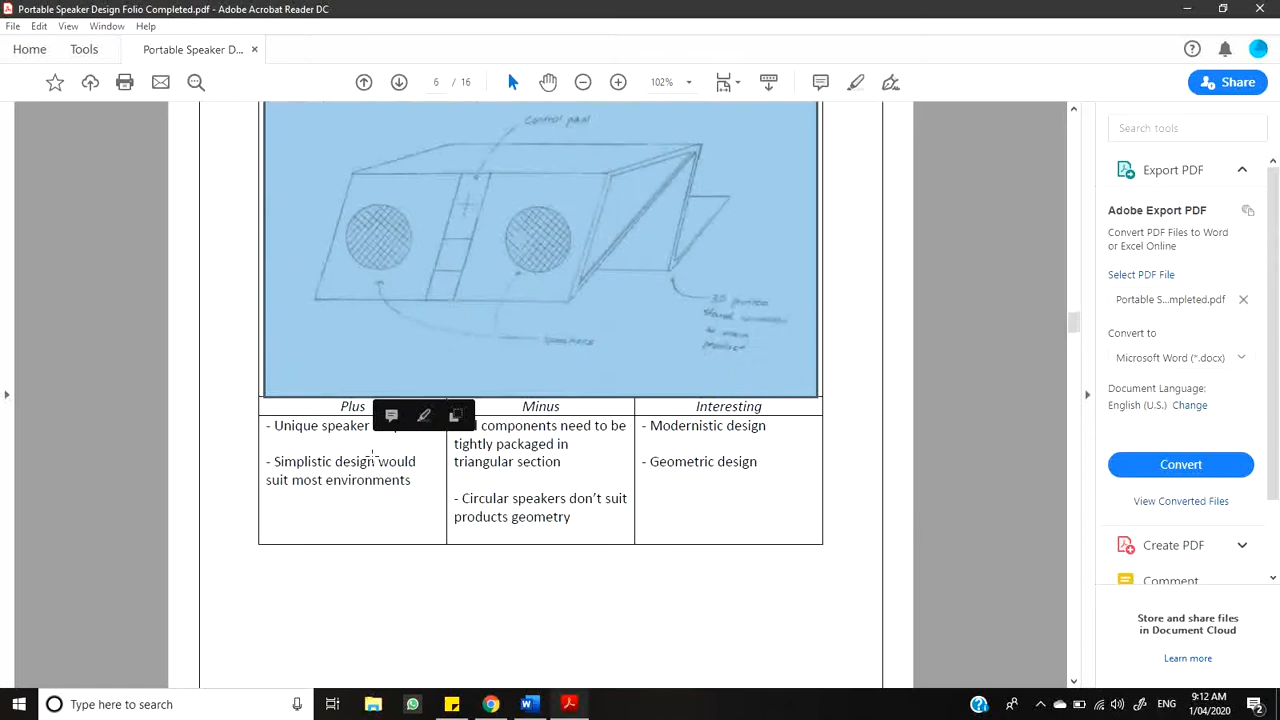 Portable Speaker Design Folio Completed.pdf - Adobe Acrobat Reader DC
File Edit View Window Help
Home Tools Portable Speaker D... ×
6 / 16 102% Share
Search tools
Export PDF
Adobe Export PDF
Convert PDF Files to Word
or Excel Online
Select PDF File
Portable S...mpleted.pdf
Convert to
Microsoft Word (*.docx)
Document Language:
English (U.S.) Change
Convert
View Converted Files
Create PDF
Comment
Store and share files
in Document Cloud
Learn more
control
speakers
Plus Minus Interesting
- Unique speaker
- Simplistic design would
suit most environments
components need to be
tightly packaged in
triangular section
- Circular speakers don't suit
products geometry
- Modernistic design
- Geometric design
Type here to search
ENG
9:12 AM
1/04/2020
2